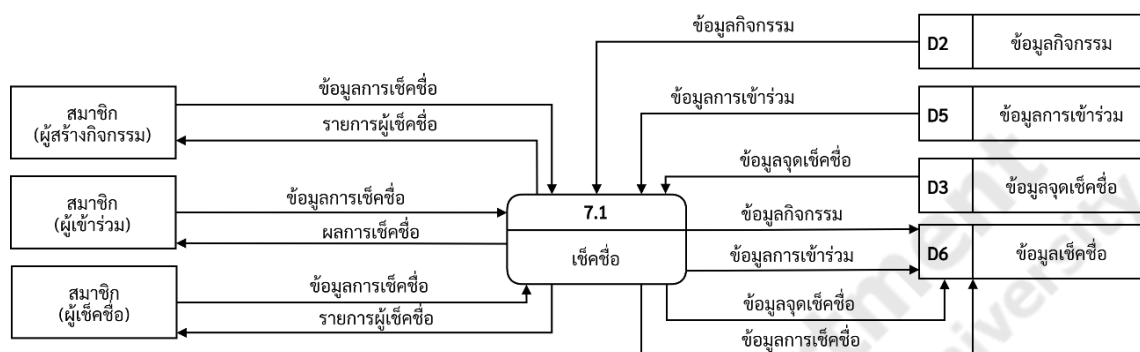 ข้อมูลกิจกรรม
D2 ข้อมูลกิจกรรม
ข้อมูลการเช็คชื่อ
สมาชิก
(ผู้สร้างกิจกรรม)
รายการผู้เช็คชื่อ
ข้อมูลการเข้าร่วม
D5 ข้อมูลการเข้าร่วม
ข้อมูลจุดเช็คชื่อ
D3 ข้อมูลจุดเช็คชื่อ
สมาชิก
(ผู้เข้าร่วม)
ข้อมูลการเช็คชื่อ
ผลการเช็คชื่อ
7.1
เช็คชื่อ
ข้อมูลกิจกรรม
ข้อมูลการเข้าร่วม
D6 ข้อมูลเช็คชื่อ
สมาชิก
(ผู้เช็คชื่อ)
ข้อมูลการเช็คชื่อ
รายการผู้เช็คชื่อ
ข้อมูลจุดเช็คชื่อ
ข้อมูลการเช็คชื่อ